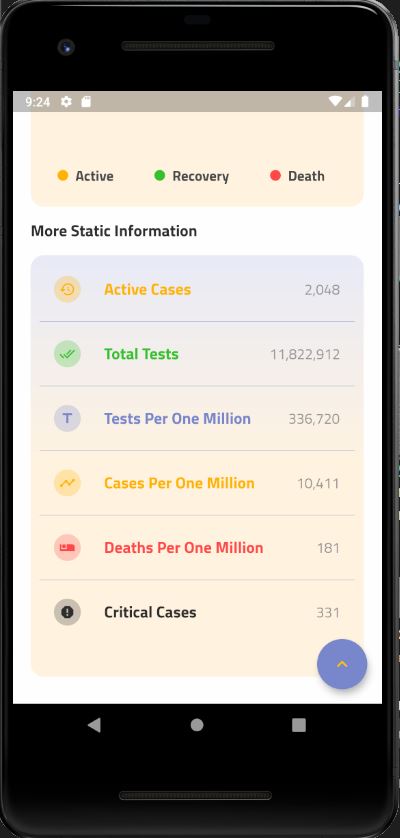 9:24
Active Recovery Death
More Static Information
Active Cases 2,048
Total Tests 11,822,912
T Tests Per One Million 336,720
Cases Per One Million 10,411
Deaths Per One Million 181
Critical Cases 331